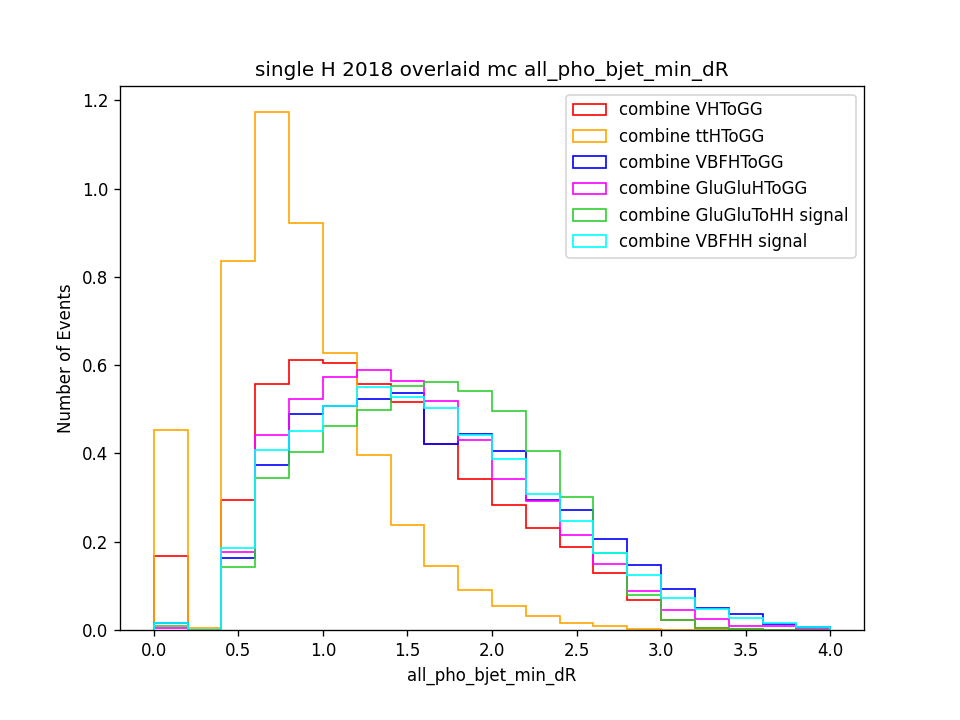 single H 2018 overlaid mc all_pho_bjet_min_dR
combine VHToGG
combine ttHToGG
combine VBFHToGG
combine GluGluHToGG
combine GluGluToHH signal
combine VBFHH signal
Number of Events
1.2
1.0
0.8
0.6
0.4
0.2
0.0
0.0 0.5 1.0 1.5 2.0 2.5 3.0 3.5 4.0
all_pho_bjet_min_dR